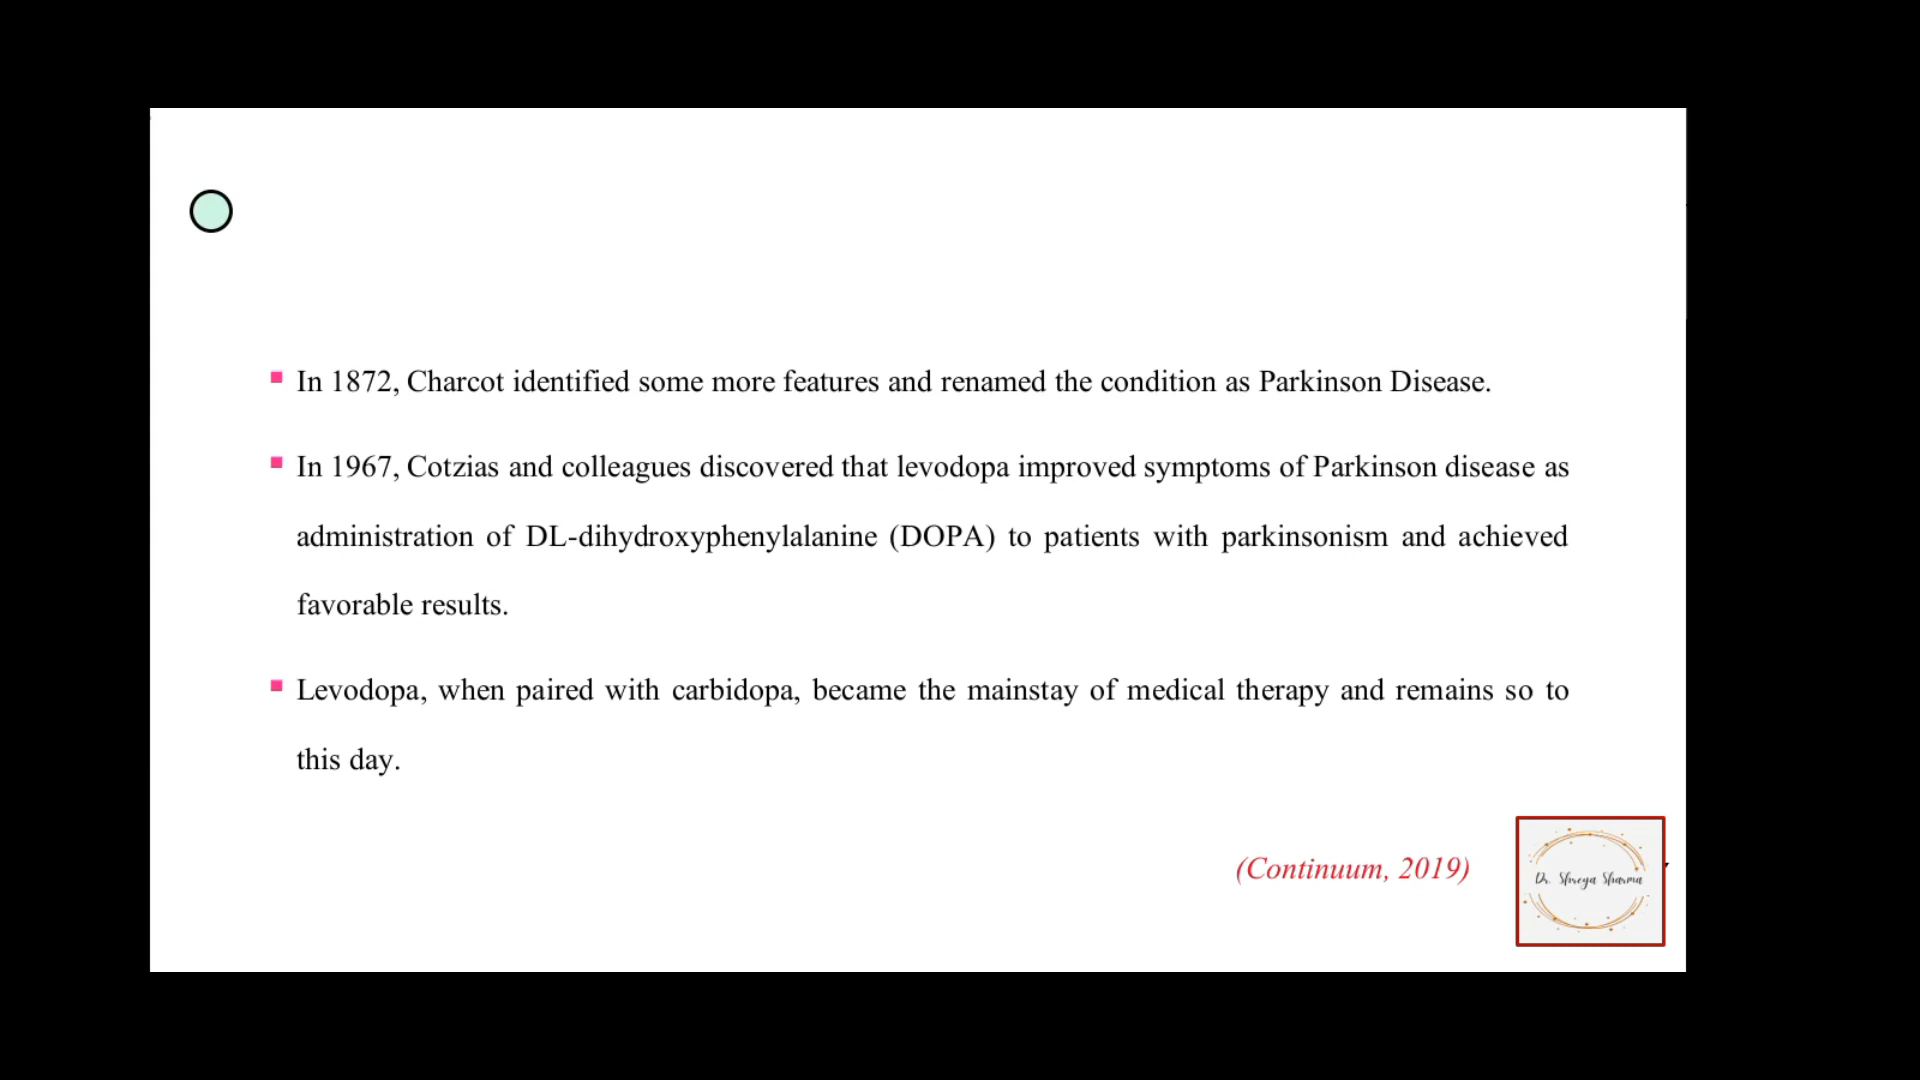 In 1872, Charcot identified some more features and renamed the condition as Parkinson Disease.
In 1967, Cotzias and colleagues discovered that levodopa improved symptoms of Parkinson disease as
administration of DL-dihydroxyphenylalanine (DOPA) to patients with parkinsonism and achieved
favorable results.
Levodopa, when paired with carbidopa, became the mainstay of medical therapy and remains so to
this day.
(Continuum, 2019)
Dr. Shreya Sharma